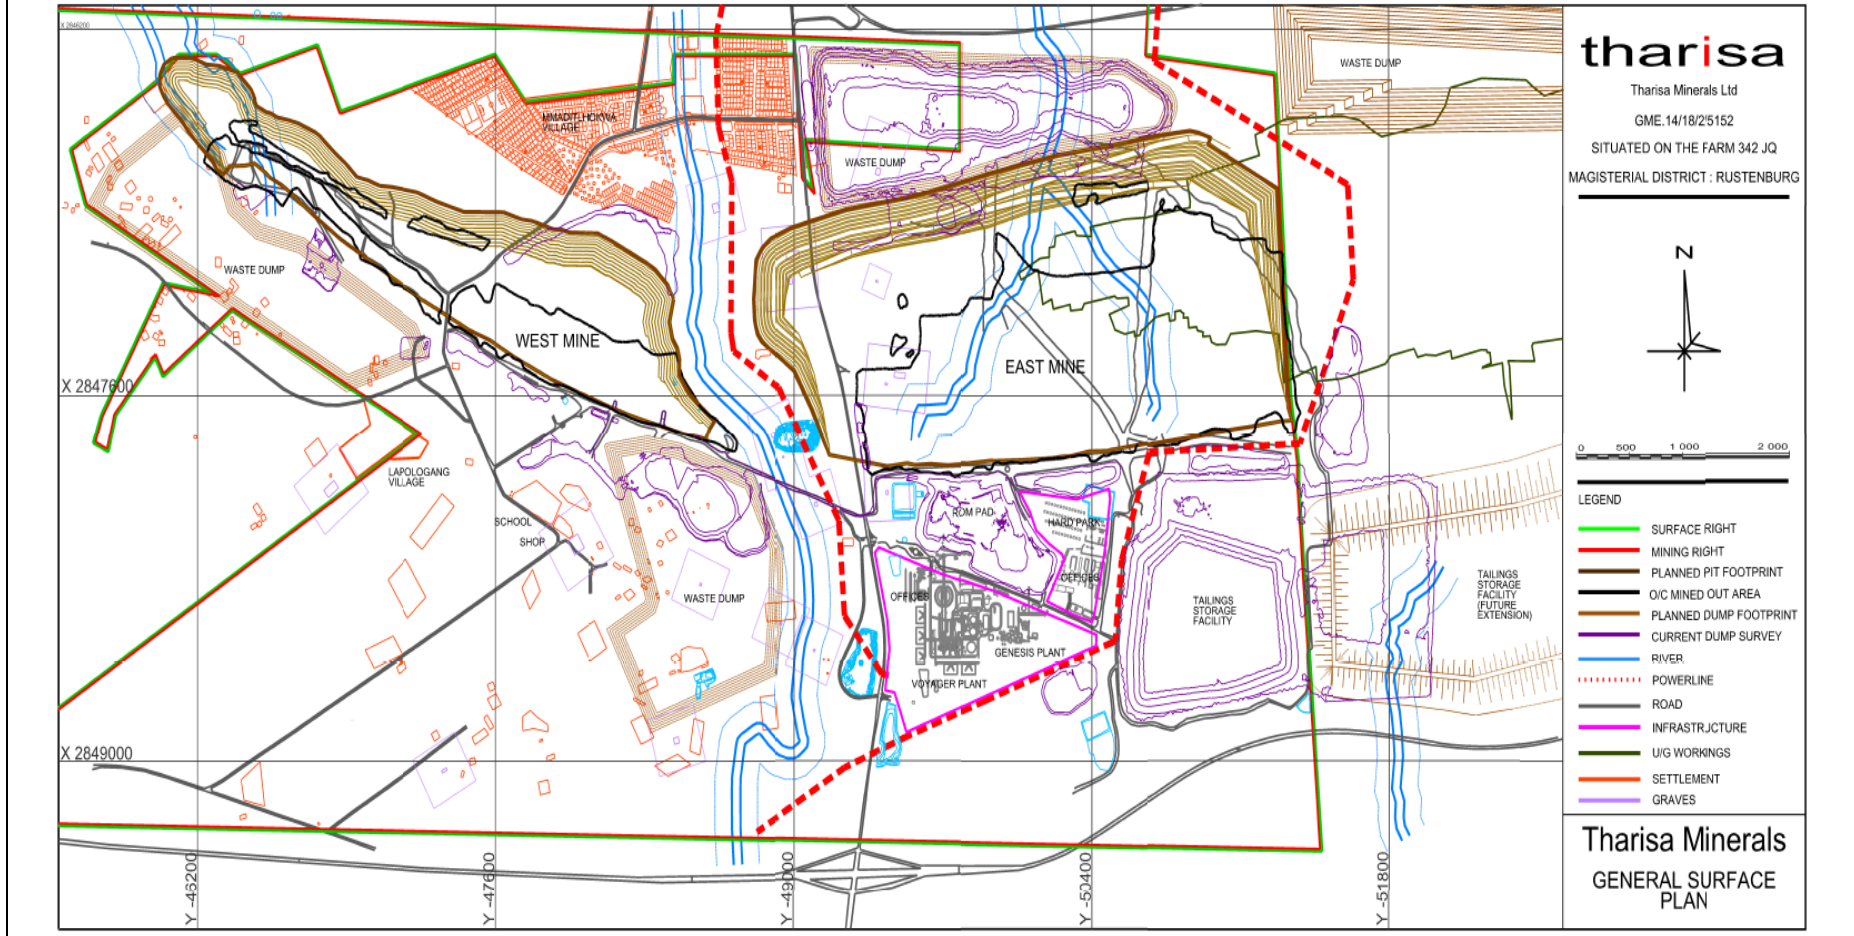 X 2846200
WASTE DUMP
MMADITLHOKWA
VILLAGE
WASTE DUMP
WASTE DUMP
WEST MINE
EAST MINE
X 2847600
LAPOLOGANG
VILLAGE
SCHOOL
SHOP
ROM PAD
HARD PARK
OFFICES
OFFICES
WASTE DUMP
GENESIS PLANT
VOYAGER PLANT
TAILINGS
STORAGE
FACILITY
TAILINGS
STORAGE
FACILITY
(FUTURE
EXTENSION)
X 2849000
Y -46200
Y -47600
Y -49000
Y -50400
Y -51800
tharisa
Tharisa Minerals Ltd
GME.14/18/2'5152
SITUATED ON THE FARM 342 JQ
MAGISTERIAL DISTRICT : RUSTENBURG
N
0 500 1 000 2 000
LEGEND
SURFACE RIGHT
MINING RIGHT
PLANNED PIT FOOTPRINT
O/C MINED OUT AREA
PLANNED DUMP FOOTPRINT
CURRENT DUMP SURVEY
RIVER
POWERLINE
ROAD
INFRASTRJCTURE
U/G WORKINGS
SETTLEMENT
GRAVES
Tharisa Minerals
GENERAL SURFACE
PLAN